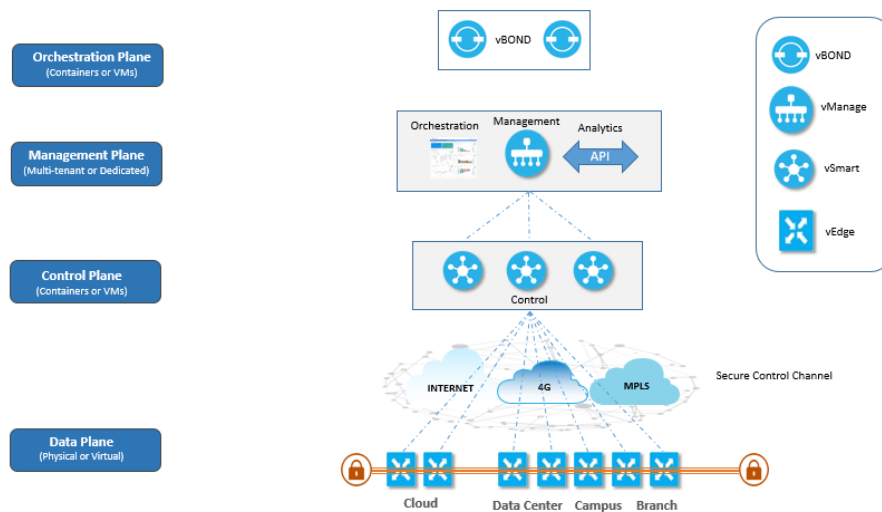 Orchestration Plane
(Containers or VMs)
vBOND
vBOND
vManage
vSmart
vEdge
Management Plane
(Multi-tenant or Dedicated)
Orchestration
Management
Analytics
API
Control Plane
(Containers or VMs)
Control
INTERNET
4G
MPLS
Secure Control Channel
Data Plane
(Physical or Virtual)
Cloud
Data Center
Campus
Branch